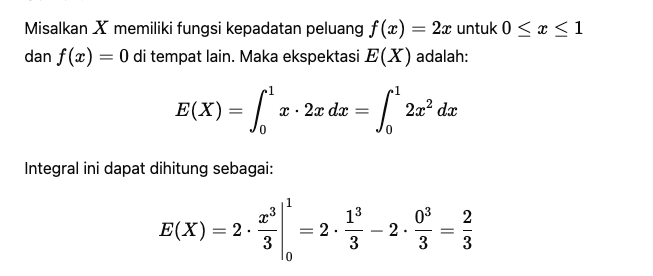 Misalkan X memiliki fungsi kepadatan peluang f(x) = 2x untuk 0 ≤ x ≤ 1
dan f(x) = 0 di tempat lain. Maka ekspektasi E(X) adalah:
E(X) = ∫₀¹ x · 2x dx = ∫₀¹ 2x² dx
Integral ini dapat dihitung sebagai:
E(X) = 2 · x³/3 |₀¹ = 2 · 1³/3 − 2 · 0³/3 = 2/3